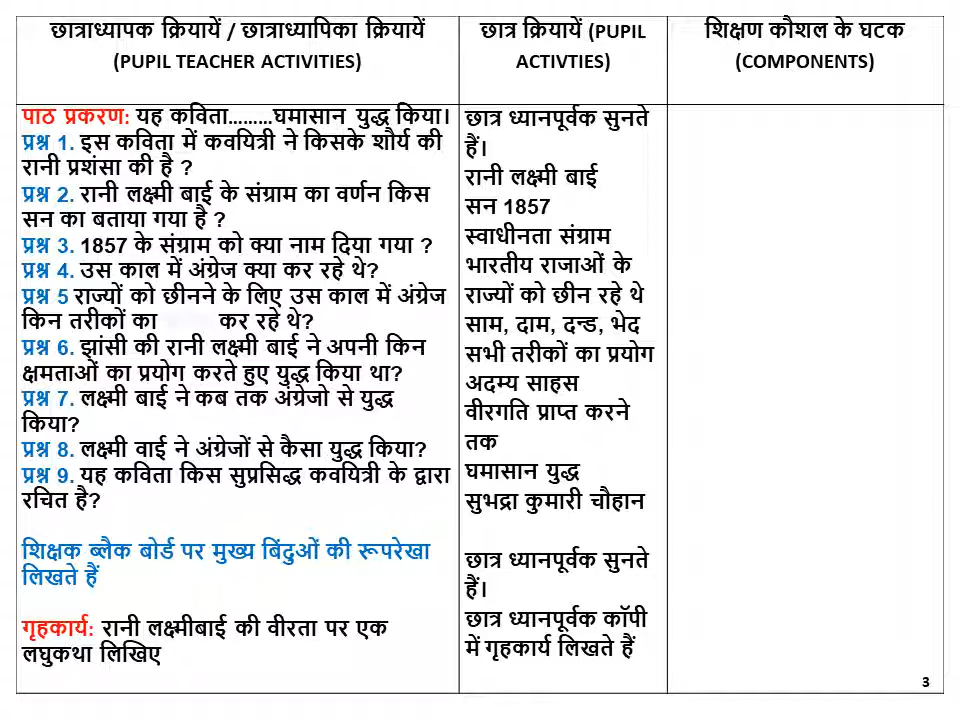 छात्राध्यापक क्रियायें / छात्राध्यापिका क्रियायें
(PUPIL TEACHER ACTIVITIES)
छात्र क्रियायें (PUPIL
ACTIVTIES)
शिक्षण कौशल के घटक
(COMPONENTS)
पाठ प्रकरण: यह कविता.........घमासान युद्ध किया।
प्रश्न 1. इस कविता में कवयित्री ने किसके शौर्य की
रानी प्रशंसा की है ?
प्रश्न 2. रानी लक्ष्मी बाई के संग्राम का वर्णन किस
सन का बताया गया है ?
प्रश्न 3. 1857 के संग्राम को क्या नाम दिया गया ?
प्रश्न 4. उस काल में अंग्रेज क्या कर रहे थे?
प्रश्न 5 राज्यों को छीनने के लिए उस काल में अंग्रेज
किन तरीकों का कर रहे थे?
प्रश्न 6. झांसी की रानी लक्ष्मी बाई ने अपनी किन
क्षमताओं का प्रयोग करते हुए युद्ध किया था?
प्रश्न 7. लक्ष्मी बाई ने कब तक अंग्रेजो से युद्ध
किया?
प्रश्न 8. लक्ष्मी वाई ने अंग्रेजों से कैसा युद्ध किया?
प्रश्न 9. यह कविता किस सुप्रसिद्ध कवयित्री के द्वारा
रचित है?
शिक्षक ब्लैक बोर्ड पर मुख्य बिंदुओं की रूपरेखा
लिखते हैं
गृहकार्य: रानी लक्ष्मीबाई की वीरता पर एक
लघुकथा लिखिए
छात्र ध्यानपूर्वक सुनते
हैं।
रानी लक्ष्मी बाई
सन 1857
स्वाधीनता संग्राम
भारतीय राजाओं के
राज्यों को छीन रहे थे
साम, दाम, दन्ड, भेद
सभी तरीकों का प्रयोग
अदम्य साहस
वीरगति प्राप्त करने
तक
घमासान युद्ध
सुभद्रा कुमारी चौहान
छात्र ध्यानपूर्वक सुनते
हैं।
छात्र ध्यानपूर्वक कॉपी
में गृहकार्य लिखते हैं
3